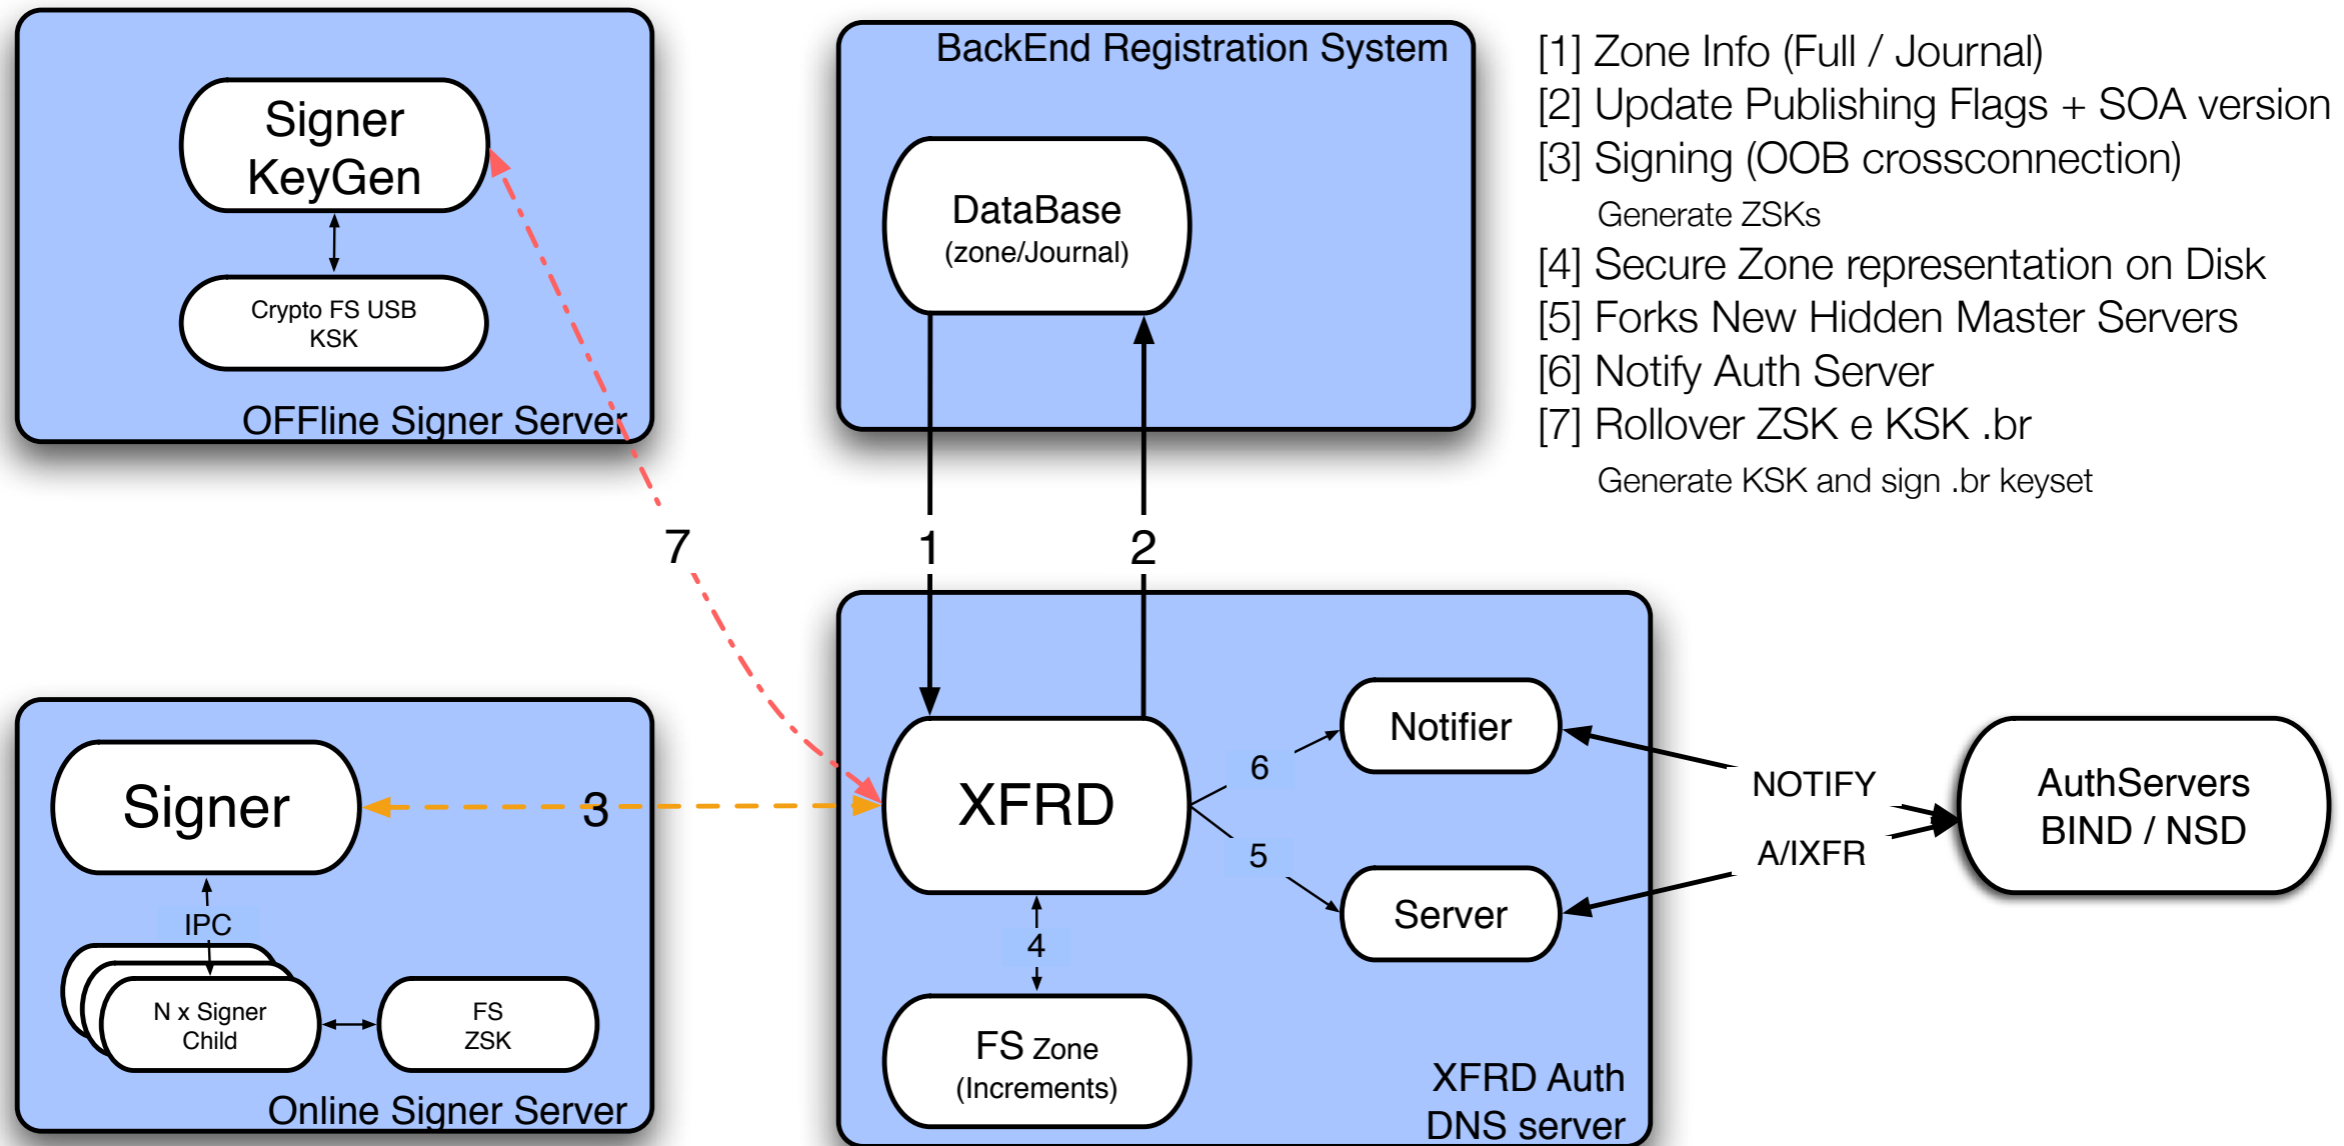 Signer
KeyGen
Crypto FS USB
KSK
OFFline Signer Server
BackEnd Registration System
DataBase
(zone/Journal)
[1] Zone Info (Full / Journal)
[2] Update Publishing Flags + SOA version
[3] Signing (OOB crossconnection)
Generate ZSKs
[4] Secure Zone representation on Disk
[5] Forks New Hidden Master Servers
[6] Notify Auth Server
[7] Rollover ZSK e KSK .br
Generate KSK and sign .br keyset
7
1
2
Signer
3
IPC
N x Signer
Child
FS
ZSK
Online Signer Server
XFRD
6
5
4
Notifier
Server
FS Zone
(Increments)
XFRD Auth
DNS server
NOTIFY
A/IXFR
AuthServers
BIND / NSD